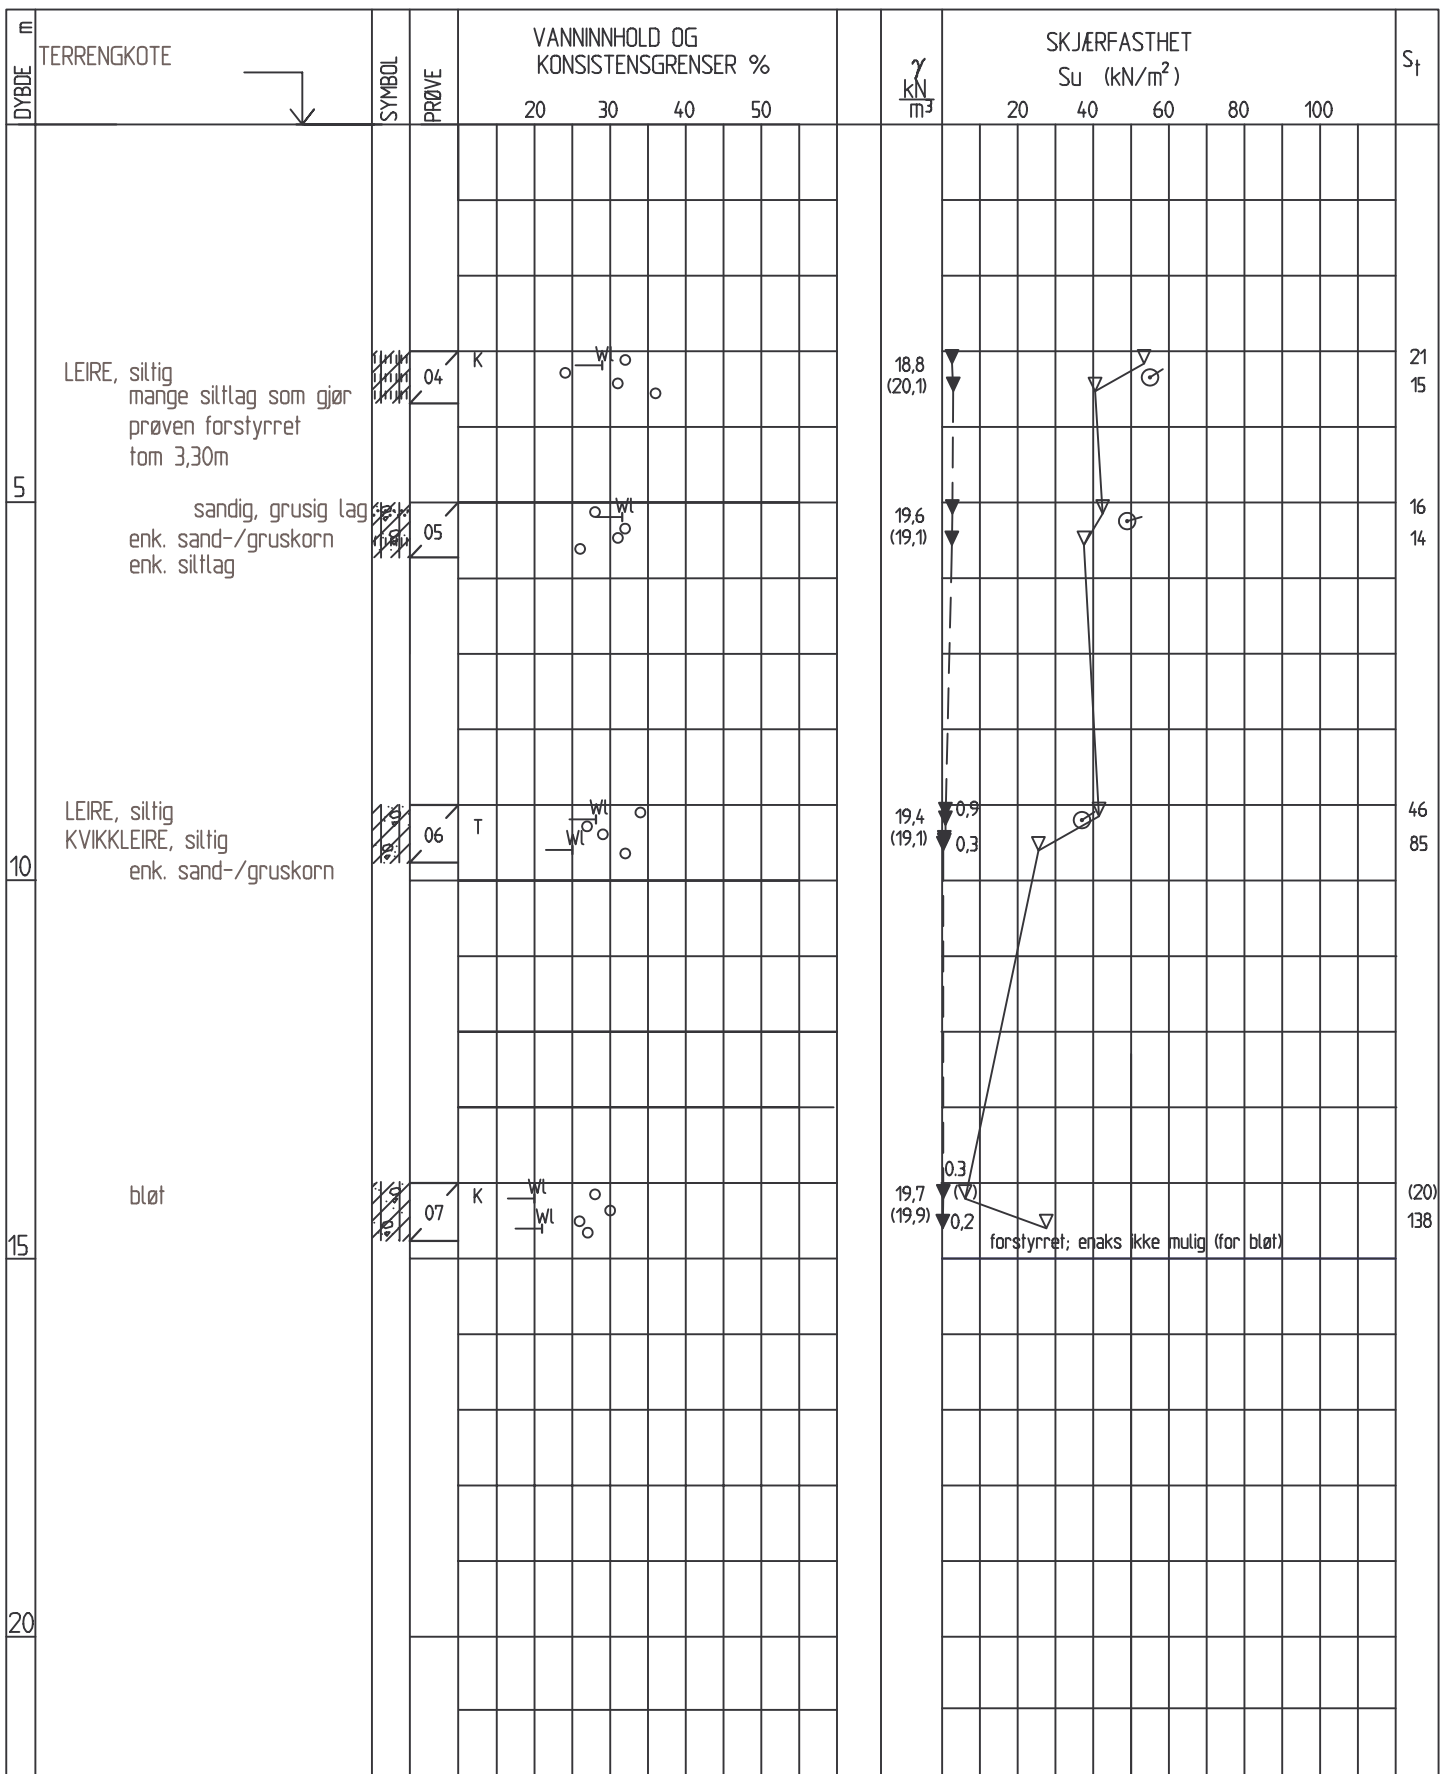 DYBDE m
TERRENGKOTE
SYMBOL
PRØVE
VANNINNHOLD OG
KONSISTENSGRENSER %
20 30 40 50
γ
kN
m³
SKJÆRFASTHET
Su (kN/m²)
20 40 60 80 100
St
LEIRE, siltig
mange siltlag som gjør
prøven forstyrret
tom 3,30m
04
K
Wl
18,8
(20,1)
21
15
5
sandig, grusig lag
enk. sand-/gruskorn
enk. siltlag
05
Wl
19,6
(19,1)
16
14
LEIRE, siltig
KVIKKLEIRE, siltig
enk. sand-/gruskorn
06
T
Wl
Wl
19,4
(19,1)
0,9
0,3
46
85
10
bløt
07
K
Wl
Wl
19,7
(19,9)
0.3
0,2
(20)
138
forstyrret; enaks ikke mulig (for bløt)
15
20